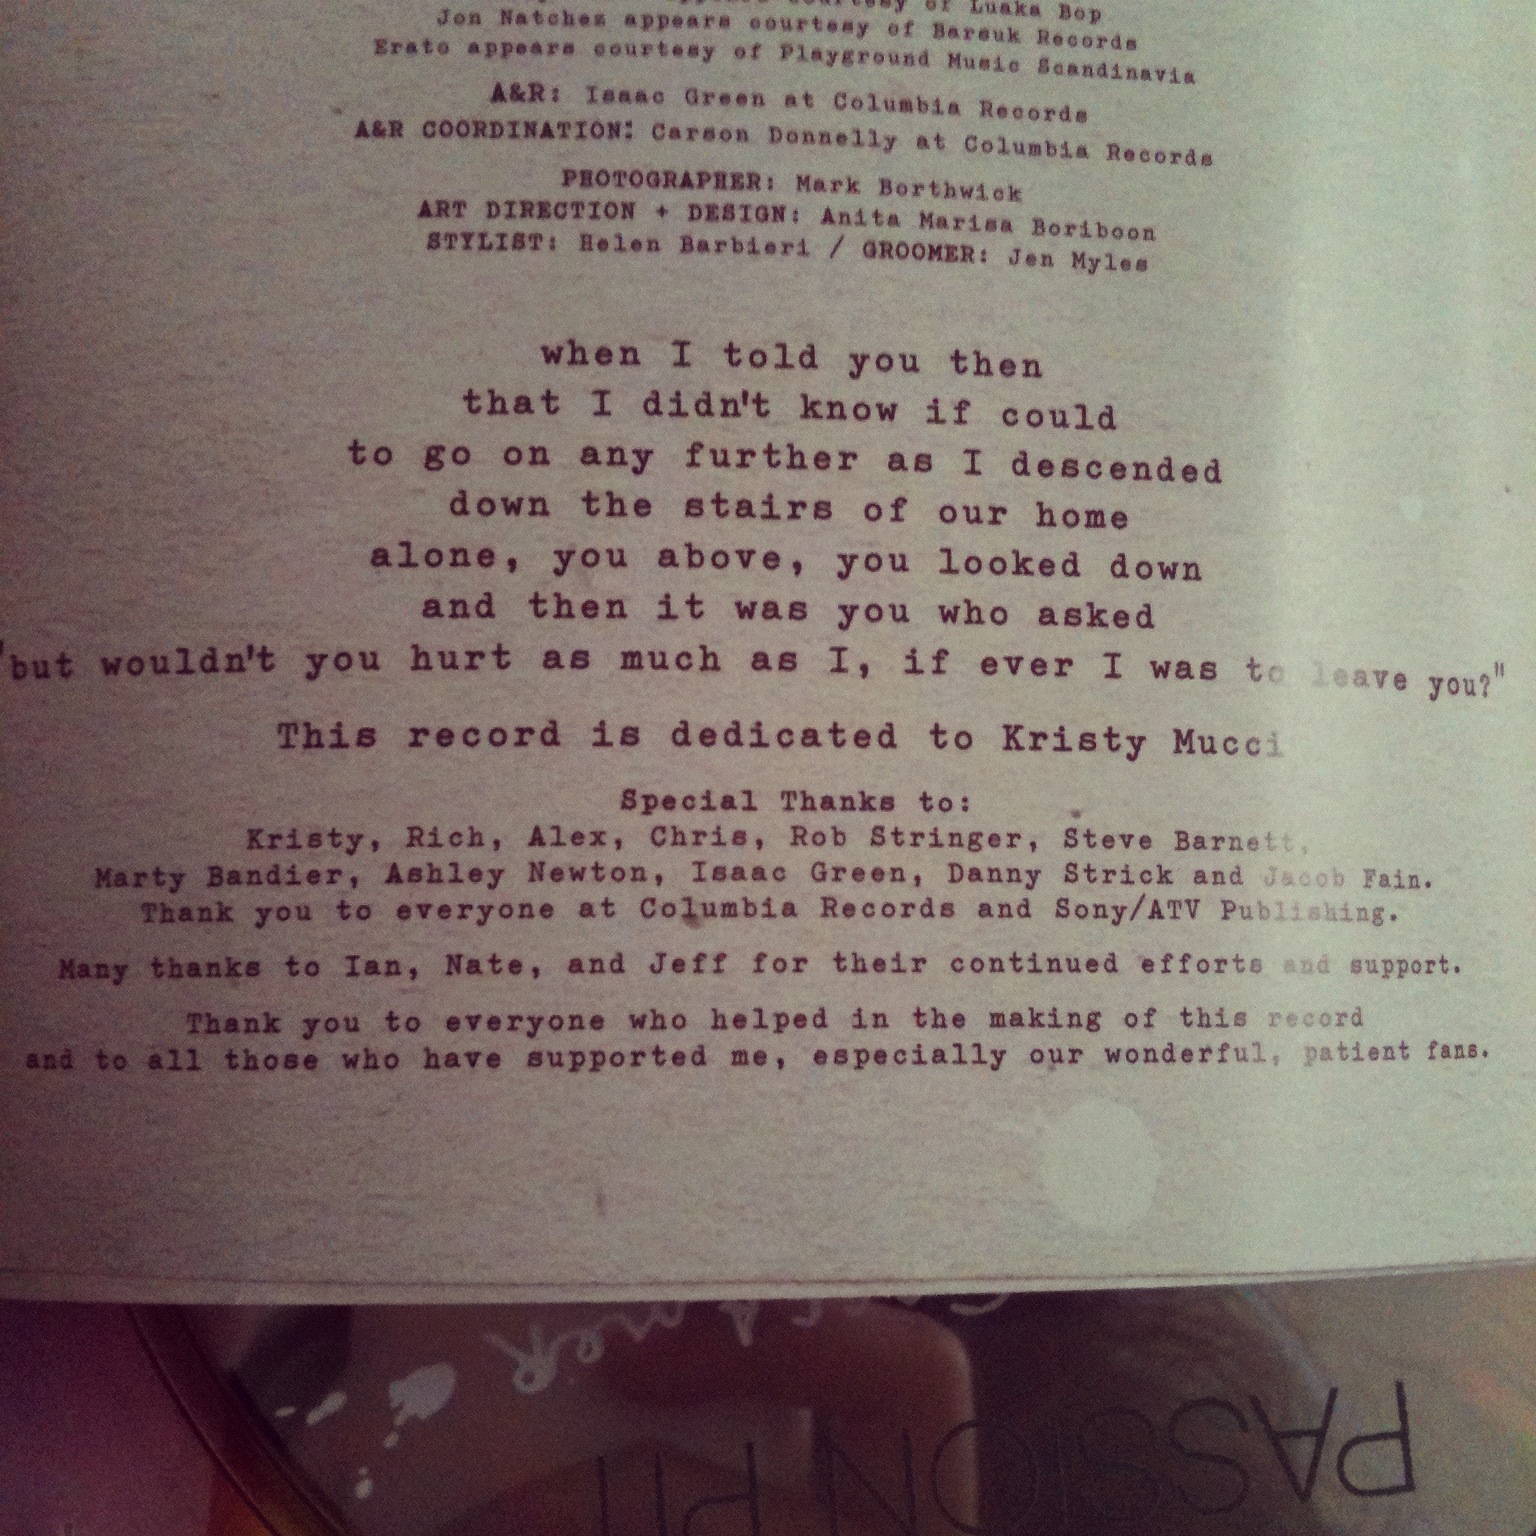 courtesy of Luaka Bop
Jon Natchez appears courtesy of Barsuk Records
Erato appears courtesy of Playground Music Scandinavia
A&R: Isaac Green at Columbia Records
A&R COORDINATION: Carson Donnelly at Columbia Records
PHOTOGRAPHER: Mark Borthwick
ART DIRECTION + DESIGN: Anita Marisa Boriboon
STYLIST: Helen Barbieri / GROOMER: Jen Myles
when I told you then
that I didn't know if could
to go on any further as I descended
down the stairs of our home
alone, you above, you looked down
and then it was you who asked
"but wouldn't you hurt as much as I, if ever I was to leave you?"
This record is dedicated to Kristy Mucci
Special Thanks to:
Kristy, Rich, Alex, Chris, Rob Stringer, Steve Barnett,
Marty Bandier, Ashley Newton, Isaac Green, Danny Strick and Jacob Fain.
Thank you to everyone at Columbia Records and Sony/ATV Publishing.
Many thanks to Ian, Nate, and Jeff for their continued efforts and support.
Thank you to everyone who helped in the making of this record
and to all those who have supported me, especially our wonderful, patient fans.
PASSION PIT